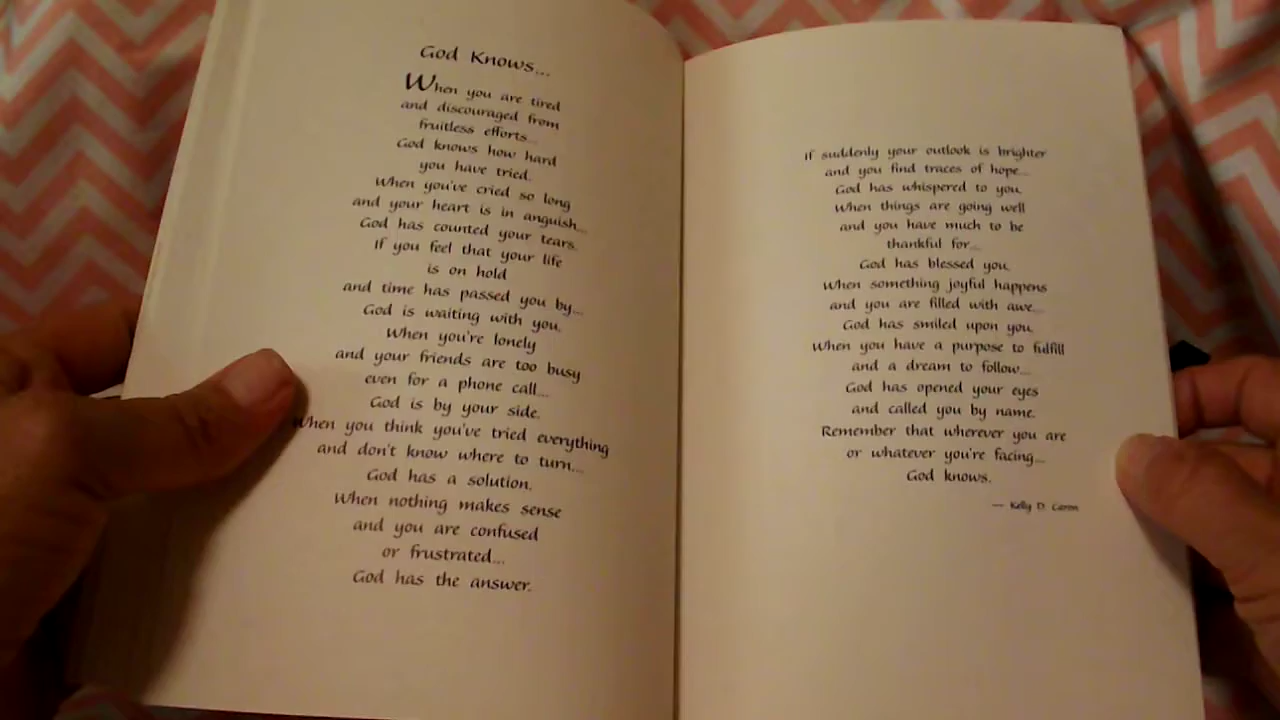 God Knows...
When you are tired
and discouraged from
fruitless efforts...
God knows how hard
you have tried.
When you've cried so long
and your heart is in anguish...
God has counted your tears.
If you feel that your life
is on hold
and time has passed you by...
God is waiting with you.
When you're lonely
and your friends are too busy
even for a phone call...
God is by your side.
When you think you've tried everything
and don't know where to turn...
God has a solution.
When nothing makes sense
and you are confused
or frustrated...
God has the answer.
If suddenly your outlook is brighter
and you find traces of hope...
God has whispered to you.
When things are going well
and you have much to be
thankful for...
God has blessed you.
When something joyful happens
and you are filled with awe...
God has smiled upon you.
When you have a purpose to fulfill
and a dream to follow...
God has opened your eyes
and called you by name.
Remember that wherever you are
or whatever you're facing...
God knows.
— Kelly D. Caron